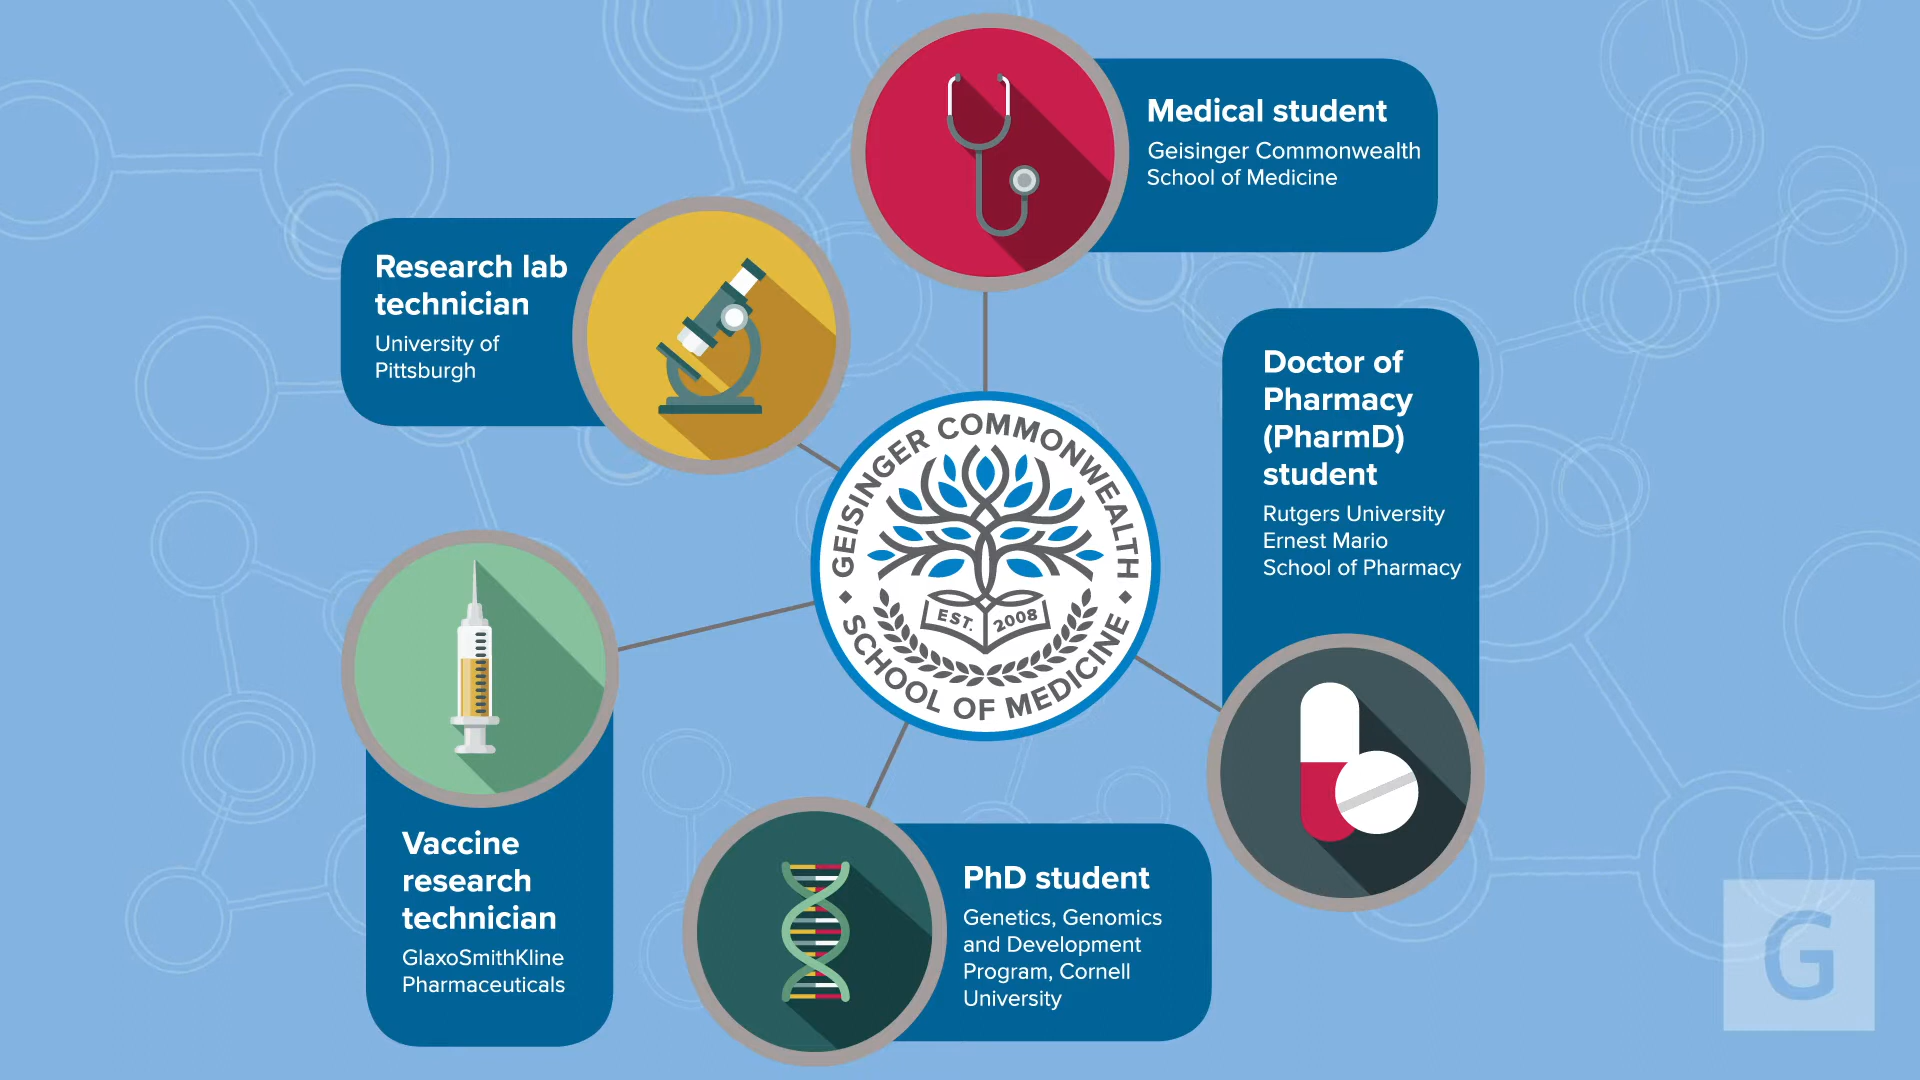 Medical student
Geisinger Commonwealth
School of Medicine
Research lab
technician
University of
Pittsburgh
Doctor of
Pharmacy
(PharmD)
student
Rutgers University
Ernest Mario
School of Pharmacy
GEISINGER COMMONWEALTH
SCHOOL OF MEDICINE
EST. 2008
Vaccine
research
technician
GlaxoSmithKline
Pharmaceuticals
PhD student
Genetics, Genomics
and Development
Program, Cornell
University
G